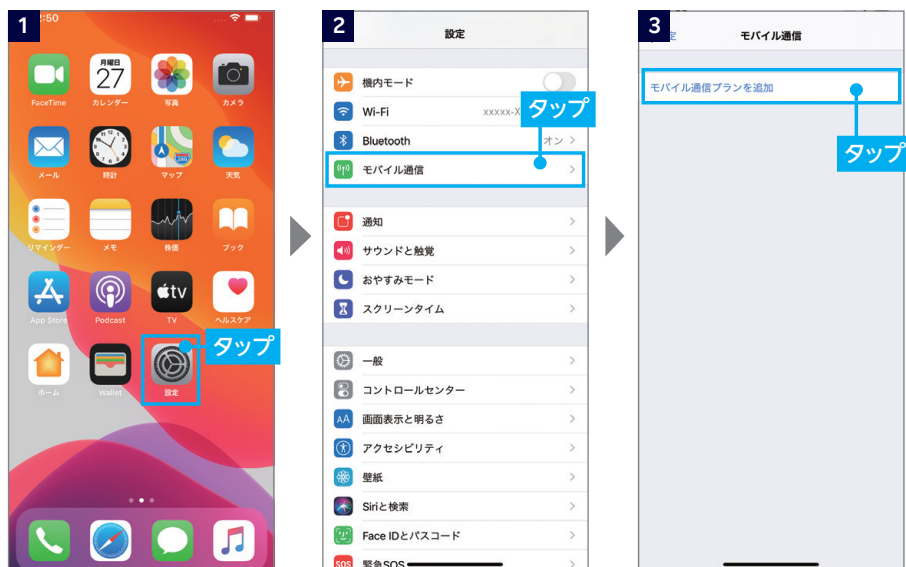 1
:50
月曜日
27
FaceTime
カレンダー
写真
カメラ
280
メール
時計
マップ
天気
リマインダー
メモ
株価
ブック
tv
App Store
Podcast
TV
ヘルスケア
タップ
ホーム
Wallet
設定
2
設定
機内モード
Wi-Fi
xxxxx-X
タップ
Bluetooth
オン
モバイル通信
通知
サウンドと触覚
おやすみモード
スクリーンタイム
一般
コントロールセンター
AA
画面表示と明るさ
アクセシビリティ
壁紙
Siriと検索
Face IDとパスコード
SOS
緊急SOS
3
定
モバイル通信
モバイル通信プランを追加
タップ